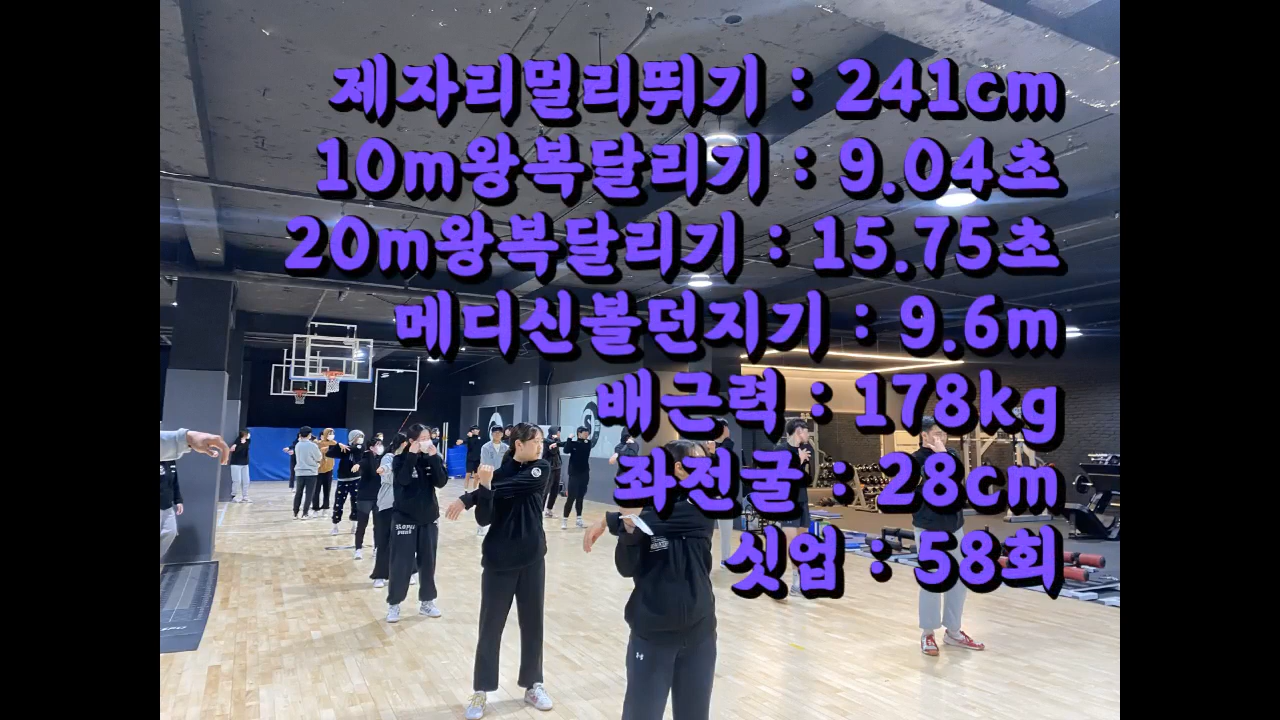 제자리멀리뛰기 : 241cm
10m왕복달리기 : 9.04초
20m왕복달리기 : 15.75초
메디신볼던지기 : 9.6m
배근력 : 178kg
좌전굴 : 28cm
싯업 : 58회